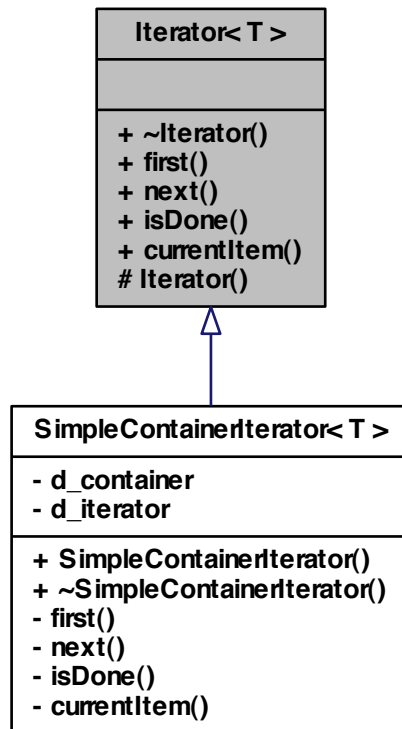 Iterator< T >
+ ~Iterator()
+ first()
+ next()
+ isDone()
+ currentItem()
# Iterator()
SimpleContainerIterator< T >
- d_container
- d_iterator
+ SimpleContainerIterator()
+ ~SimpleContainerIterator()
- first()
- next()
- isDone()
- currentItem()